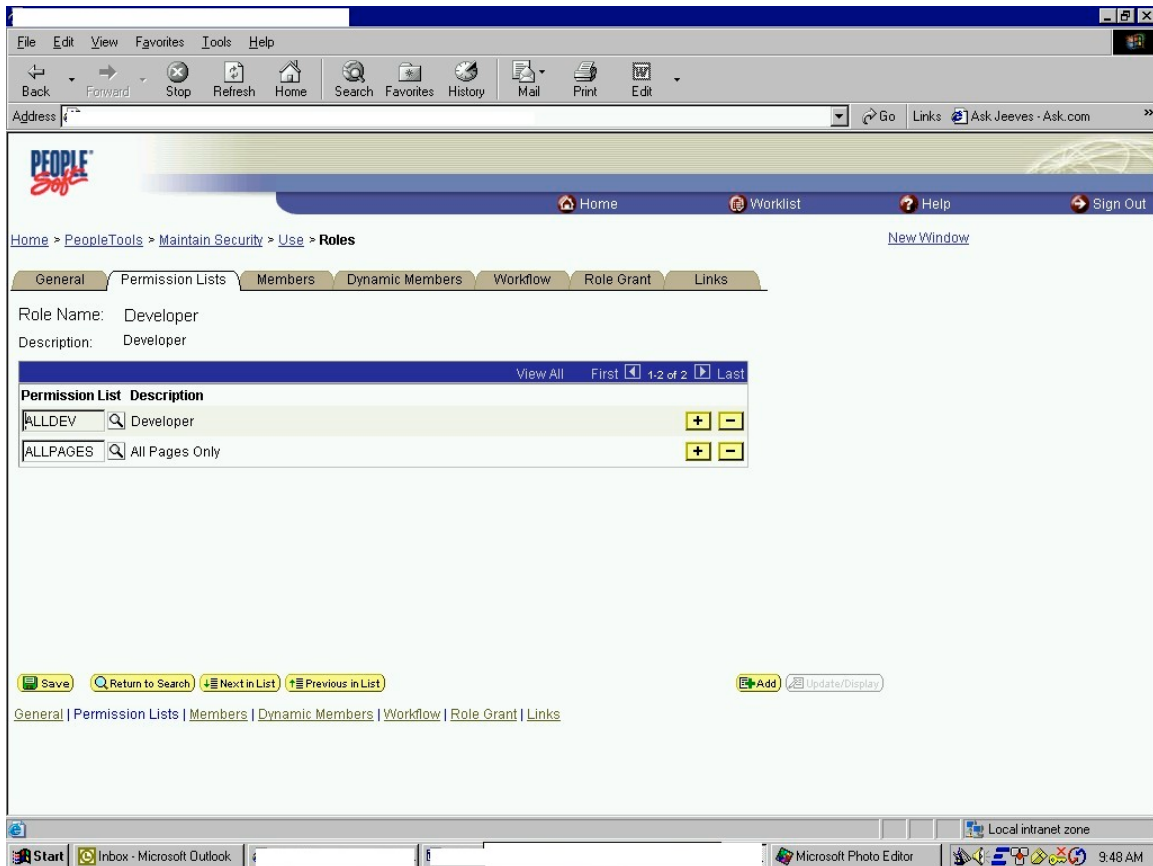 File Edit View Favorites Tools Help
Back Forward Stop Refresh Home Search Favorites History Mail Print Edit
Address Go Links Ask Jeeves - Ask.com »
PEOPLE Soft
Home Worklist Help Sign Out
Home > PeopleTools > Maintain Security > Use > Roles New Window
General Permission Lists Members Dynamic Members Workflow Role Grant Links
Role Name: Developer
Description: Developer
View All First 1-2 of 2 Last
Permission List Description
ALLDEV Developer + -
ALLPAGES All Pages Only + -
Save Return to Search Next in List Previous in List Add Update/Display
General | Permission Lists | Members | Dynamic Members | Workflow | Role Grant | Links
Local intranet zone
Start Inbox - Microsoft Outlook Microsoft Photo Editor 9:48 AM